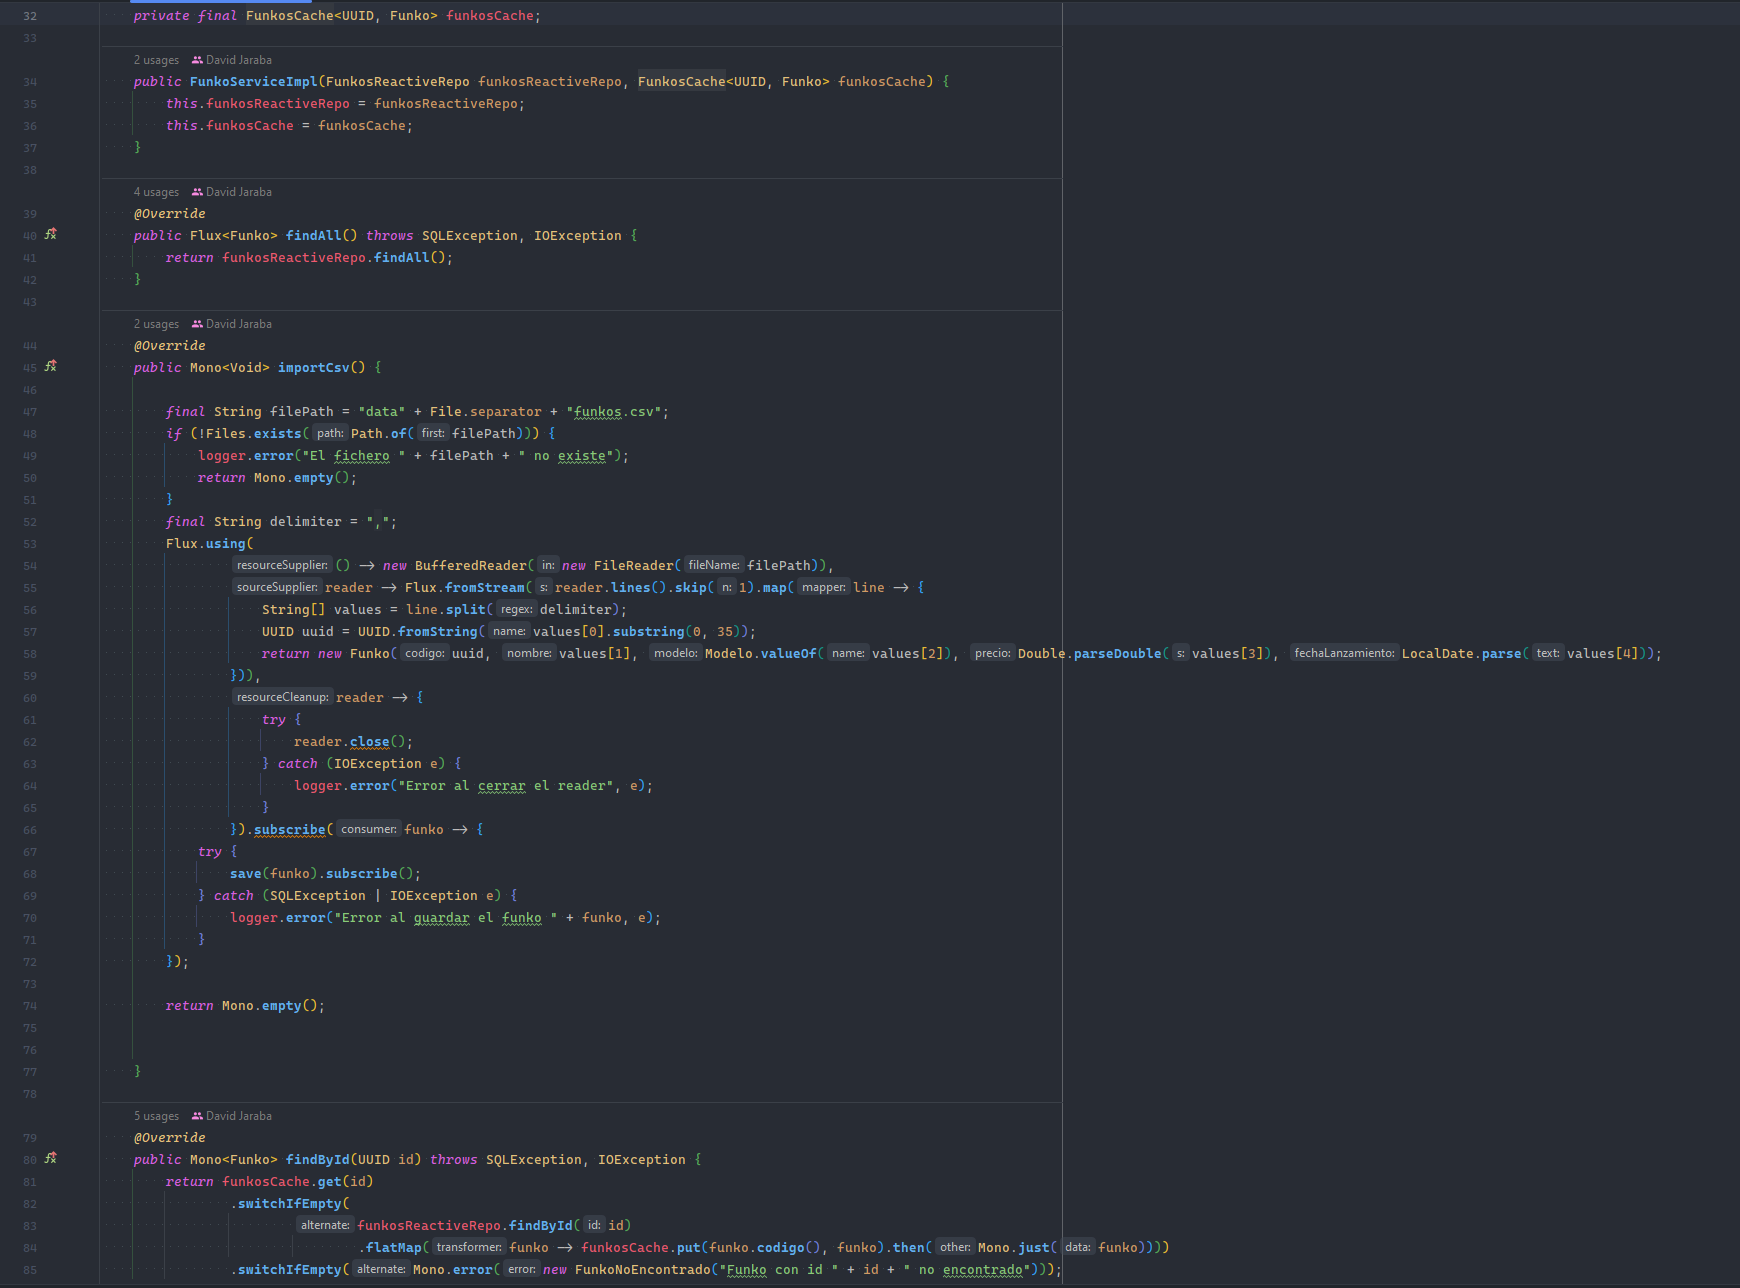 32 private final FunkosCache<UUID, Funko> funkosCache;
33
2 usages David Jaraba
34 public FunkoServiceImpl(FunkosReactiveRepo funkosReactiveRepo, FunkosCache<UUID, Funko> funkosCache) {
35 this.funkosReactiveRepo = funkosReactiveRepo;
36 this.funkosCache = funkosCache;
37 }
38
4 usages David Jaraba
39 @Override
40 public Flux<Funko> findAll() throws SQLException, IOException {
41 return funkosReactiveRepo.findAll();
42 }
43
2 usages David Jaraba
44 @Override
45 public Mono<Void> importCsv() {
46
47 final String filePath = "data" + File.separator + "funkos.csv";
48 if (!Files.exists( path: Path.of( first: filePath))) {
49 logger.error("El fichero " + filePath + " no existe");
50 return Mono.empty();
51 }
52 final String delimiter = ",";
53 Flux.using(
54 resourceSupplier: () -> new BufferedReader( in: new FileReader( fileName: filePath)),
55 sourceSupplier: reader -> Flux.fromStream( s: reader.lines().skip( n: 1).map( mapper: line -> {
56 String[] values = line.split( regex: delimiter);
57 UUID uuid = UUID.fromString( name: values[0].substring(0, 35));
58 return new Funko( codigo: uuid, nombre: values[1], modelo: Modelo.valueOf( name: values[2]), precio: Double.parseDouble( s: values[3]), fechaLanzamiento: LocalDate.parse( text: values[4]));
59 })),
60 resourceCleanup: reader -> {
61 try {
62 reader.close();
63 } catch (IOException e) {
64 logger.error("Error al cerrar el reader", e);
65 }
66 }).subscribe( consumer: funko -> {
67 try {
68 save(funko).subscribe();
69 } catch (SQLException | IOException e) {
70 logger.error("Error al guardar el funko " + funko, e);
71 }
72 });
73
74 return Mono.empty();
75
76
77 }
78
5 usages David Jaraba
79 @Override
80 public Mono<Funko> findById(UUID id) throws SQLException, IOException {
81 return funkosCache.get(id)
82 .switchIfEmpty(
83 alternate: funkosReactiveRepo.findById( id: id)
84 .flatMap( transformer: funko -> funkosCache.put(funko.codigo(), funko).then( other: Mono.just( data: funko))))
85 .switchIfEmpty( alternate: Mono.error( error: new FunkoNoEncontrado("Funko con id " + id + " no encontrado")));